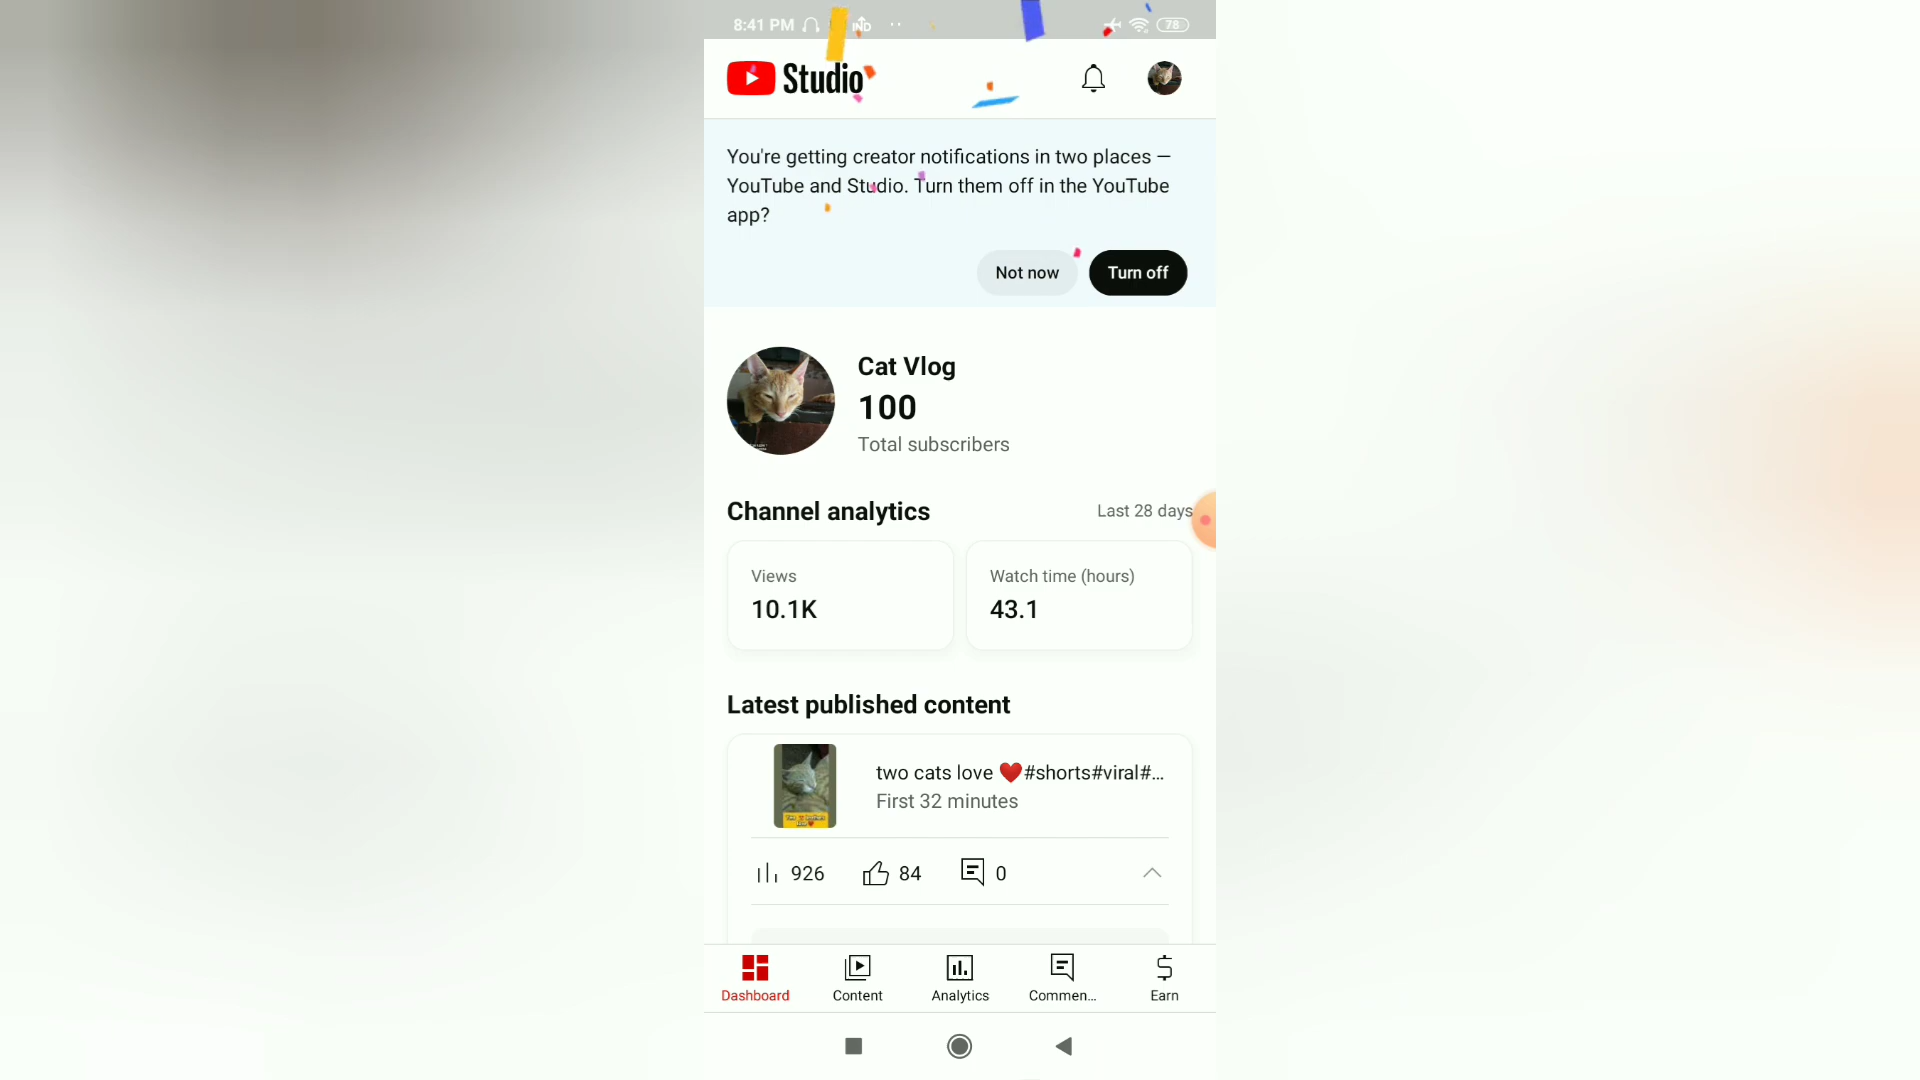 8:41 PM
78
Studio
You're getting creator notifications in two places —
YouTube and Studio. Turn them off in the YouTube
app?
Not now
Turn off
Cat Vlog
100
Total subscribers
Channel analytics
Last 28 days
Views
Watch time (hours)
10.1K
43.1
Latest published content
two cats love ❤️#shorts#viral#...
First 32 minutes
926
84
0
Dashboard
Content
Analytics
Commen...
Earn